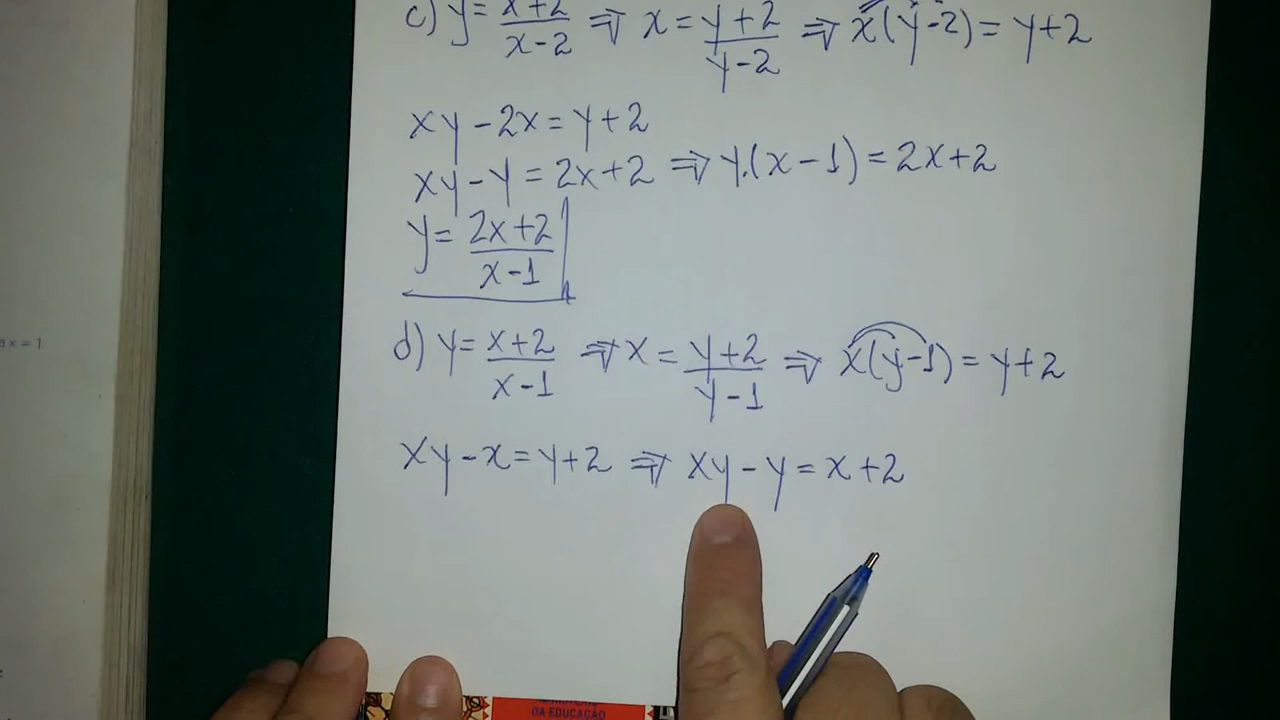 c) y = x+2/x-2 ⇒ x = y+2/y-2 ⇒ x(y-2) = y+2
xy - 2x = y+2
xy - y = 2x+2 ⇒ y.(x-1) = 2x+2
y = 2x+2/x-1
a x = 1
d) y = x+2/x-1 ⇒ x = y+2/y-1 ⇒ x(y-1) = y+2
xy - x = y+2 ⇒ xy - y = x+2
DA EDUCAÇÃO